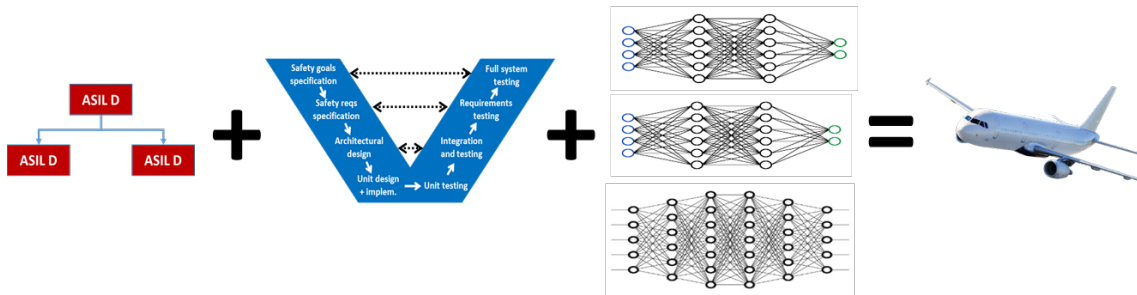 ASIL D
ASIL D
ASIL D
Safety goals
specification
Safety reqs
specification
Architectural
design
Unit design
+ implem.
Unit testing
Integration
and testing
Requirements
testing
Full system
testing